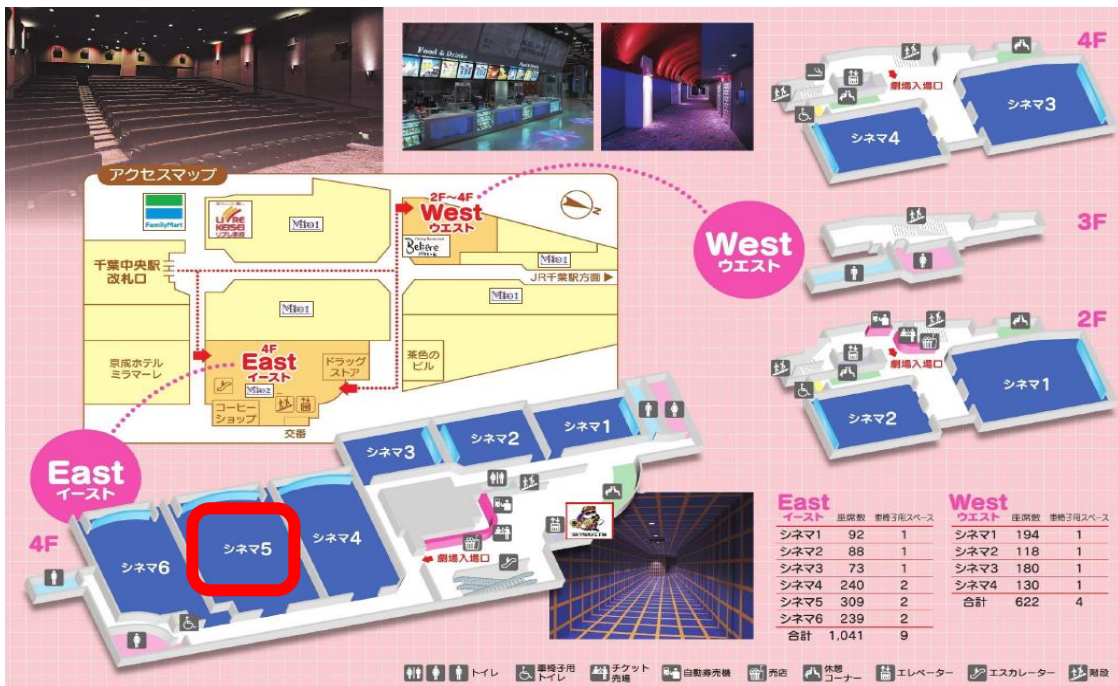 Food & Drinks
アクセスマップ
FamilyMart
LIVRE
KEISEI
Mio1
2F~4F
West
ウエスト
N
Beliere
Mio1
JR千葉駅方面▶
Mio1
千葉中央駅
改札口
Mio1
京成ホテル
ミラマーレ
4F
East
イースト
Mio2
ドラッグ
ストア
コーヒー
ショップ
交番
茶色の
ビル
West
ウエスト
4F
劇場入場口
シネマ3
シネマ4
3F
2F
劇場入場口
シネマ1
シネマ2
East
イースト
4F
シネマ1
シネマ2
シネマ3
シネマ4
シネマ5
シネマ6
劇場入場口
East
イースト 座席数 車椅子用スペース
シネマ1 92 1
シネマ2 88 1
シネマ3 73 1
シネマ4 240 2
シネマ5 309 2
シネマ6 239 2
合計 1,041 9
West
ウエスト 座席数 車椅子用スペース
シネマ1 194 1
シネマ2 118 1
シネマ3 180 1
シネマ4 130 1
合計 622 4
トイレ 車椅子用トイレ チケット売場 自動券売機 売店 休憩コーナー エレベーター エスカレーター 階段